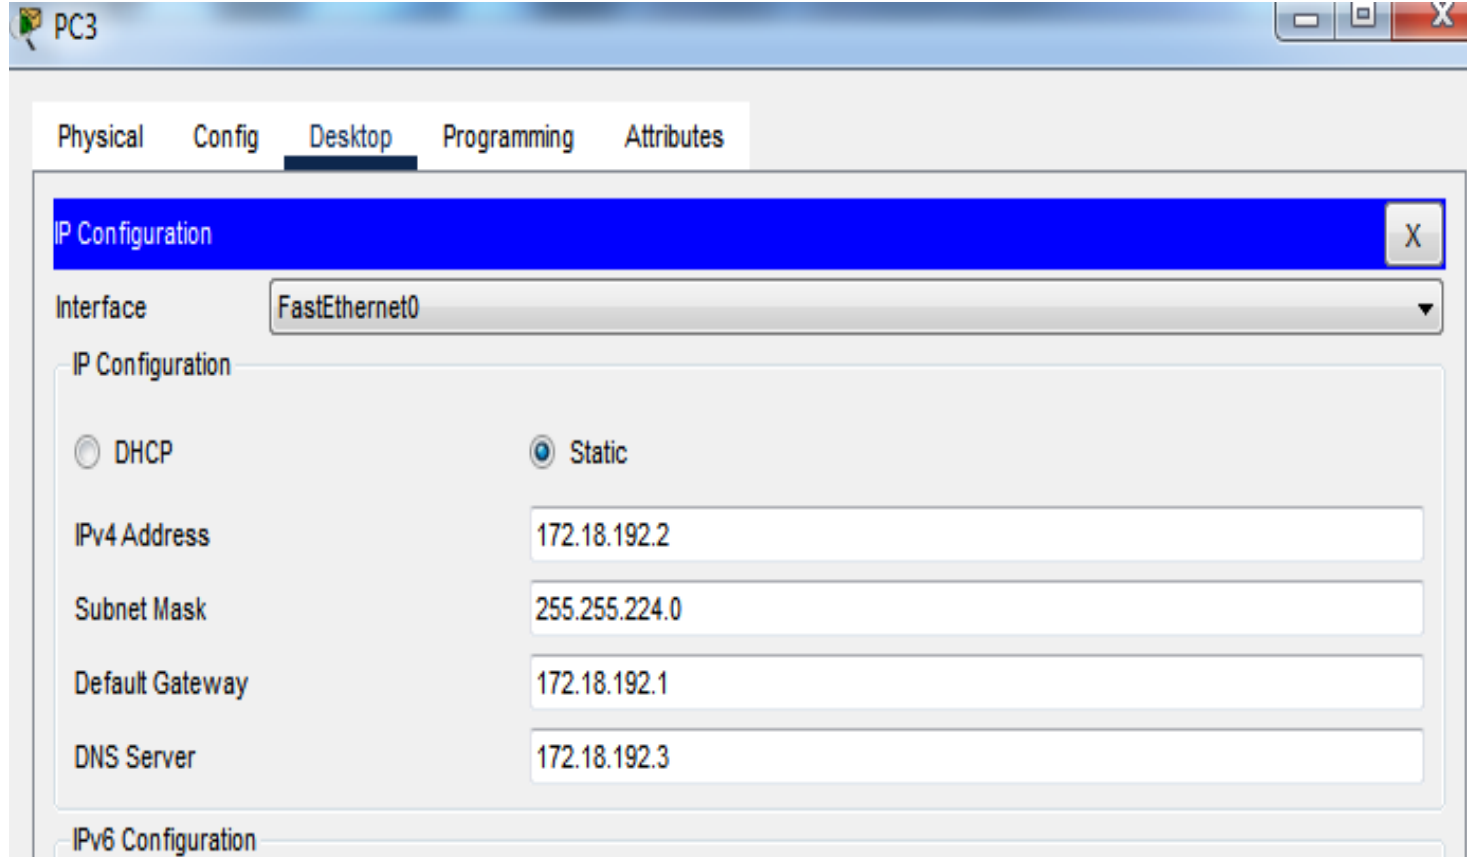 PC3
X
Physical Config Desktop Programming Attributes
IP Configuration X
Interface FastEthernet0
IP Configuration
DHCP Static
IPv4 Address 172.18.192.2
Subnet Mask 255.255.224.0
Default Gateway 172.18.192.1
DNS Server 172.18.192.3
IPv6 Configuration